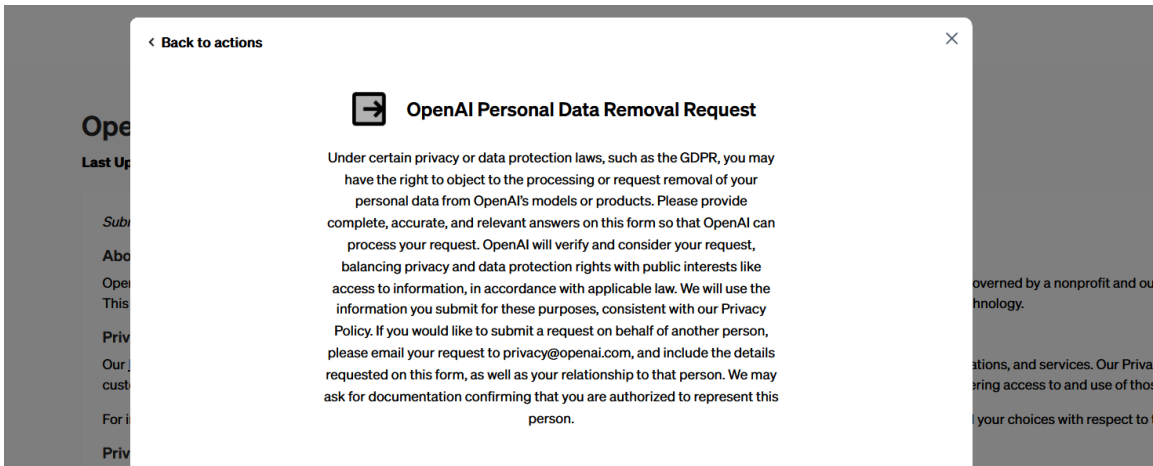 ‹ Back to actions
OpenAI Personal Data Removal Request
Under certain privacy or data protection laws, such as the GDPR, you may
have the right to object to the processing or request removal of your
personal data from OpenAI's models or products. Please provide
complete, accurate, and relevant answers on this form so that OpenAI can
process your request. OpenAI will verify and consider your request,
balancing privacy and data protection rights with public interests like
access to information, in accordance with applicable law. We will use the
information you submit for these purposes, consistent with our Privacy
Policy. If you would like to submit a request on behalf of another person,
please email your request to privacy@openai.com, and include the details
requested on this form, as well as your relationship to that person. We may
ask for documentation confirming that you are authorized to represent this
person.
Ope
Last Up
Subr
Abo
Oper
overned by a nonprofit and ou
This
hnology.
Priv
Our
ations, and services. Our Priva
cust
ering access to and use of thos
For i
your choices with respect to
Priv